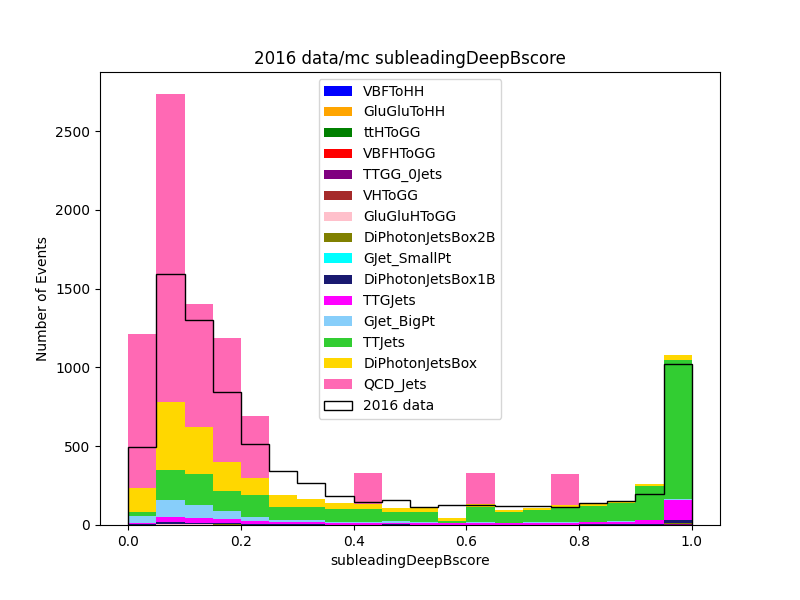 2016 data/mc subleadingDeepBscore
VBFToHH
GluGluToHH
ttHToGG
VBFHToGG
TTGG_0Jets
VHToGG
GluGluHToGG
DiPhotonJetsBox2B
GJet_SmallPt
DiPhotonJetsBox1B
TTGJets
GJet_BigPt
TTJets
DiPhotonJetsBox
QCD_Jets
2016 data
Number of Events
2500
2000
1500
1000
500
0
0.0 0.2 0.4 0.6 0.8 1.0
subleadingDeepBscore